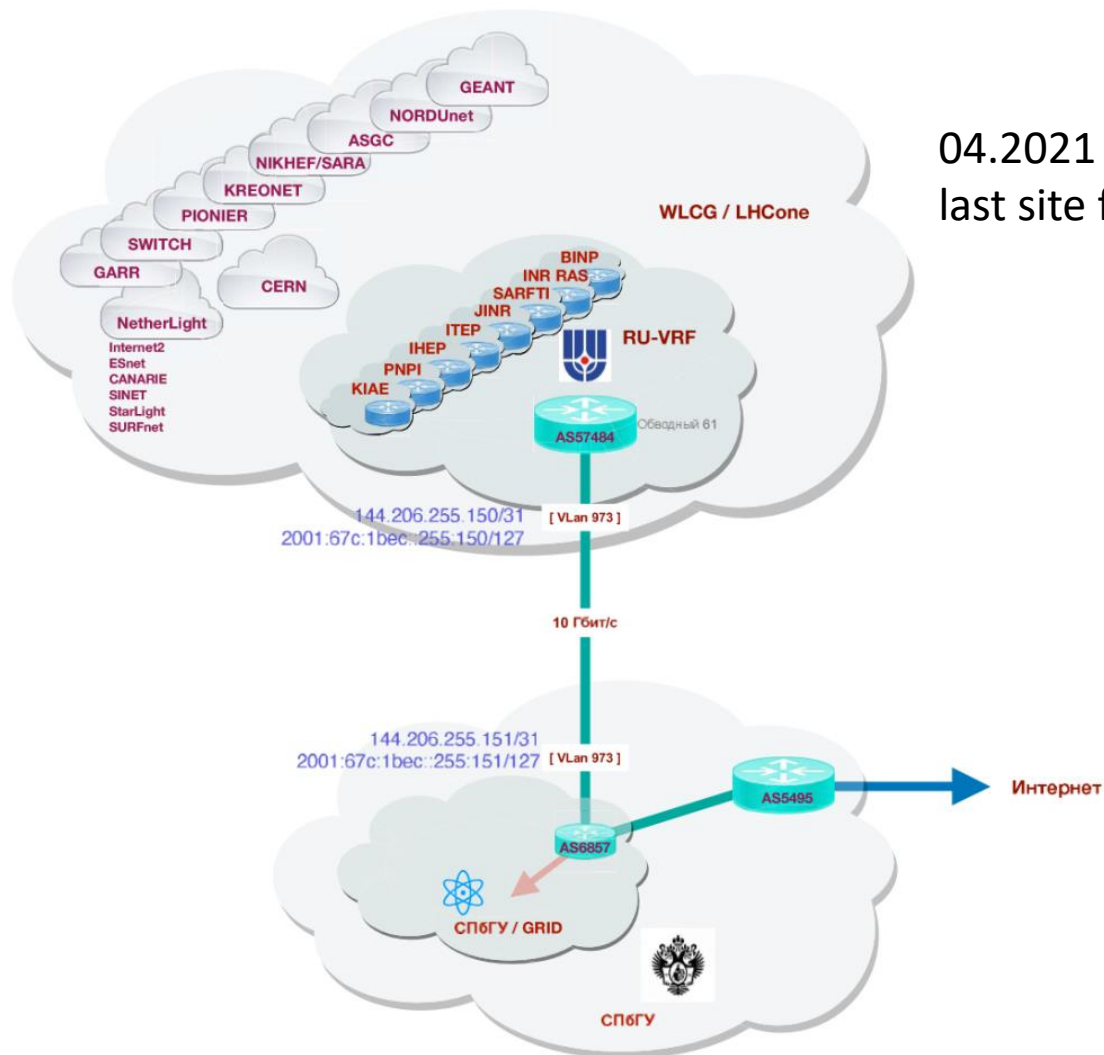 GEANT
NORDUnet
ASGC
NIKHEF/SARA
KREONET
PIONIER
SWITCH
GARR
CERN
NetherLight
Internet2
ESnet
CANARIE
SINET
StarLight
SURFnet
04.2021
last site f
WLCG / LHCone
BINP
INR RAS
SARFTI
JINR
ITEP
IHEP
PNPI
KIAE
RU-VRF
AS57484
Обводный 61
144.206.255.150/31
2001:67c:1bec::255:150/127
[ VLan 973 ]
10 Гбит/с
144.206.255.151/31
2001:67c:1bec::255:151/127
[ VLan 973 ]
AS5495
Интернет
AS6857
СПбГУ / GRID
СПбГУ